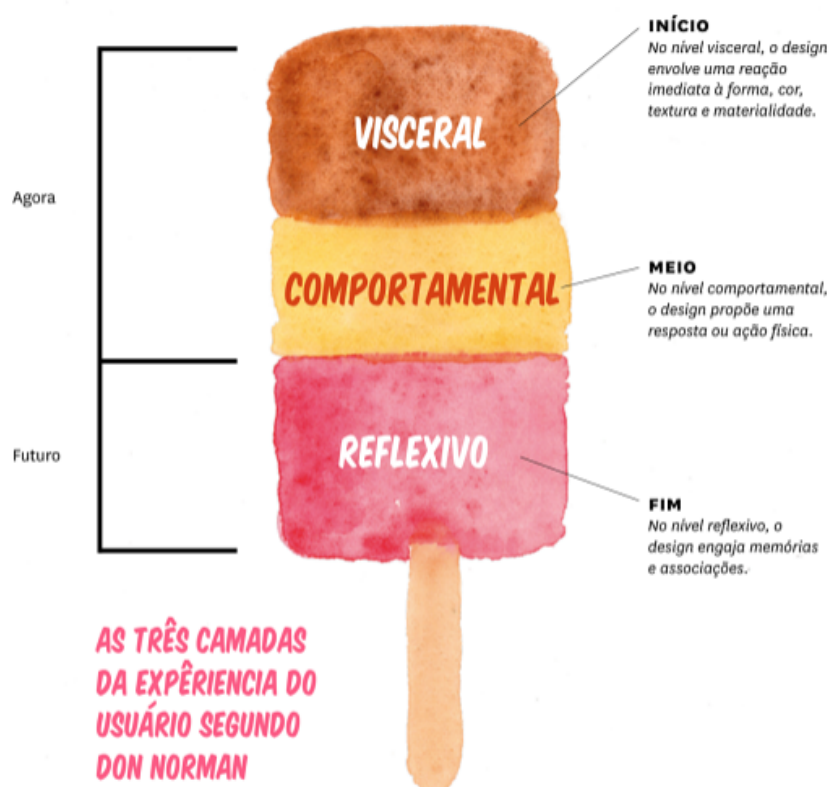 INÍCIO
No nível visceral, o design
envolve uma reação
imediata à forma, cor,
textura e materialidade.
VISCERAL
Agora
MEIO
No nível comportamental,
o design propõe uma
resposta ou ação física.
COMPORTAMENTAL
Futuro
REFLEXIVO
FIM
No nível reflexivo, o
design engaja memórias
e associações.
AS TRÊS CAMADAS
DA EXPÊRIENCIA DO
USUÁRIO SEGUNDO
DON NORMAN